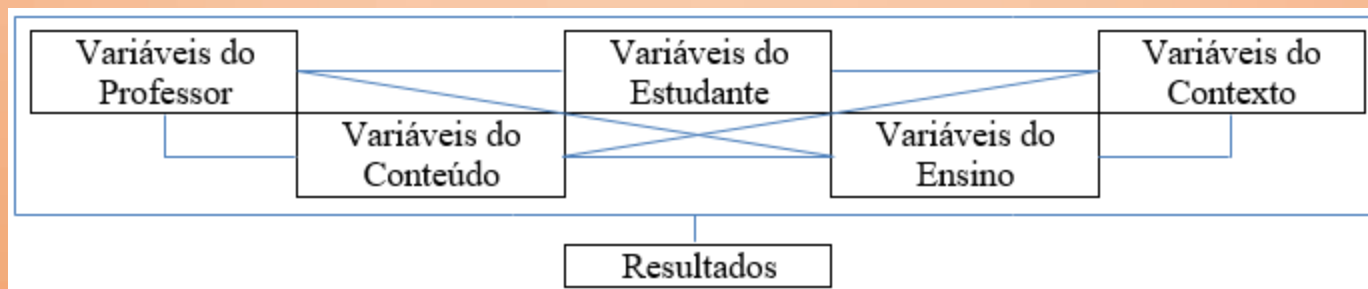 Variáveis do
Professor
Variáveis do
Estudante
Variáveis do
Contexto
Variáveis do
Conteúdo
Variáveis do
Ensino
Resultados